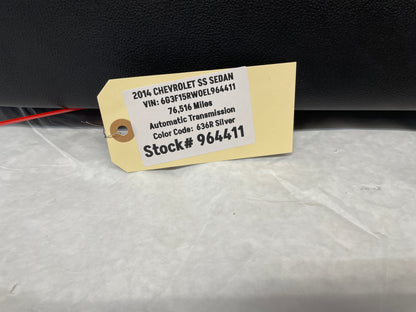 2014 CHEVROLET SS SEDAN
VIN: 6G3F15RW0EL964411
76,516 Miles
Automatic Transmission
Color Code: 636R Silver
Stock# 964411